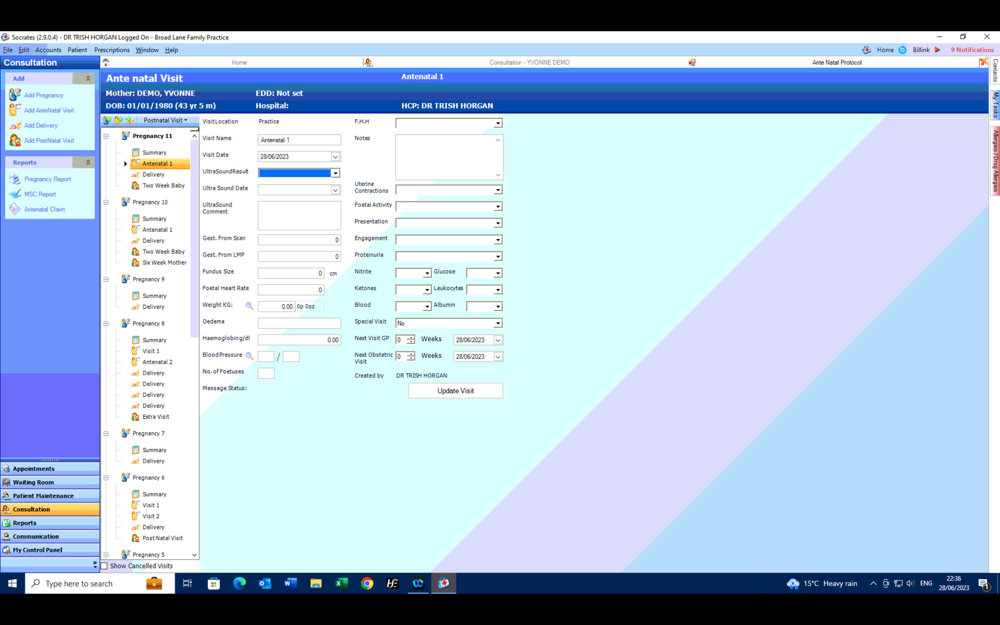 Socrates (2.9.0.4) - DR TRISH HORGAN Logged On - Broad Lane Family Practice
File Edit Accounts Patient Prescriptions Window Help
Home Billink 9 Notifications
Consultation
Home
Consultation - YVONNE DEMO
Ante Natal Protocol
Contacts
My Tasks
Allergies / Drug Allergies
Add
Add Pregnancy
Add AnteNatal Visit
Add Delivery
Add PostNatal Visit
Reports
Pregnancy Report
MSC Report
Antenatal Claim
Appointments
Waiting Room
Patient Maintenance
Consultation
Reports
Communication
My Control Panel
Ante natal Visit Antenatal 1
Mother: DEMO, YVONNE EDD: Not set
DOB: 01/01/1980 (43 yr 5 m) Hospital: HCP: DR TRISH HORGAN
Postnatal Visit
Pregnancy 11
Summary
Antenatal 1
Delivery
Two Week Baby
Pregnancy 10
Summary
Antenatal 1
Delivery
Two Week Baby
Six Week Mother
Pregnancy 9
Summary
Delivery
Pregnancy 8
Summary
Visit 1
Antenatal 2
Delivery
Delivery
Delivery
Delivery
Extra Visit
Pregnancy 7
Summary
Delivery
Pregnancy 6
Summary
Visit 1
Visit 2
Delivery
Post Natal Visit
Pregnancy 5
Show Cancelled Visits
Visit Location Practice
Visit Name Antenatal 1
Visit Date 28/06/2023
UltraSound Result
Ultra Sound Date
UltraSound
Comment
Gest. From Scan 0
Gest. From LMP 0
Fundus Size 0 cm
Foetal Heart Rate 0
Weight KG: 0.00 0p 0oz
Oedema
Haemoglobin g/dl 0.00
Blood Pressure /
No. of Foetuses
Message Status:
F.H.H
Notes
Uterine
Contractions
Foetal Activity
Presentation
Engagement
Proteinuria
Nitrite Glucose
Ketones Leukocytes
Blood Albumin
Special Visit No
Next Visit GP 0 Weeks 28/06/2023
Next Obstetric 0 Weeks 28/06/2023
Visit
Created by DR TRISH HORGAN
Update Visit
Type here to search
15°C Heavy rain
ENG
22:36
28/06/2023
1